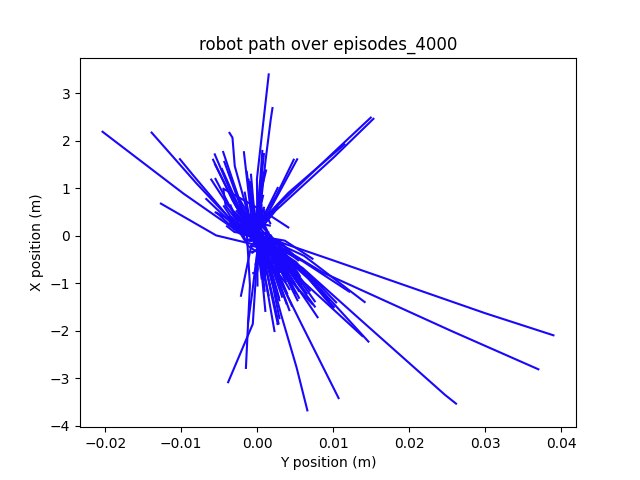 robot path over episodes_4000
X position (m)
3
2
1
0
−1
−2
−3
−4
−0.02 −0.01 0.00 0.01 0.02 0.03 0.04
Y position (m)